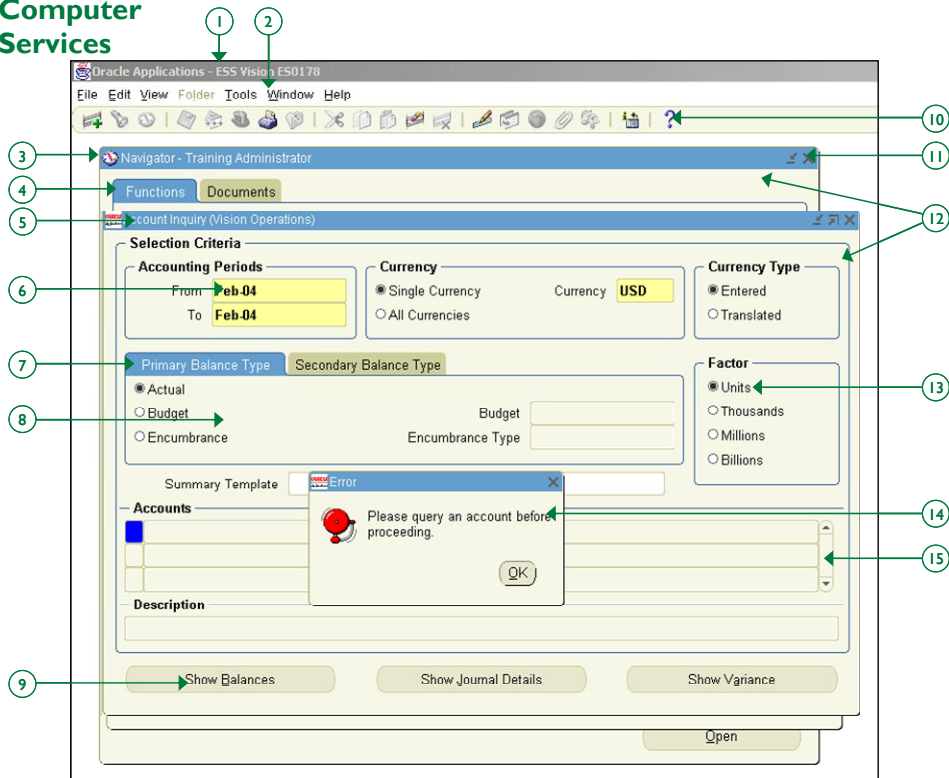 Computer
Services
1 2
Oracle Applications - ESS Vision ES0178
File Edit View Folder Tools Window Help
10
3 Navigator - Training Administrator 11
4 Functions Documents
5 Account Inquiry (Vision Operations) 12
Selection Criteria
Accounting Periods Currency Currency Type
6 From Feb-04 Single Currency Currency USD Entered
To Feb-04 All Currencies Translated
7 Primary Balance Type Secondary Balance Type Factor
Actual Units 13
8 Budget Budget Thousands
Encumbrance Encumbrance Type Millions
Billions
Summary Template Error
Accounts Please query an account before 14
proceeding.
15
OK
Description
9 Show Balances Show Journal Details Show Variance
Open